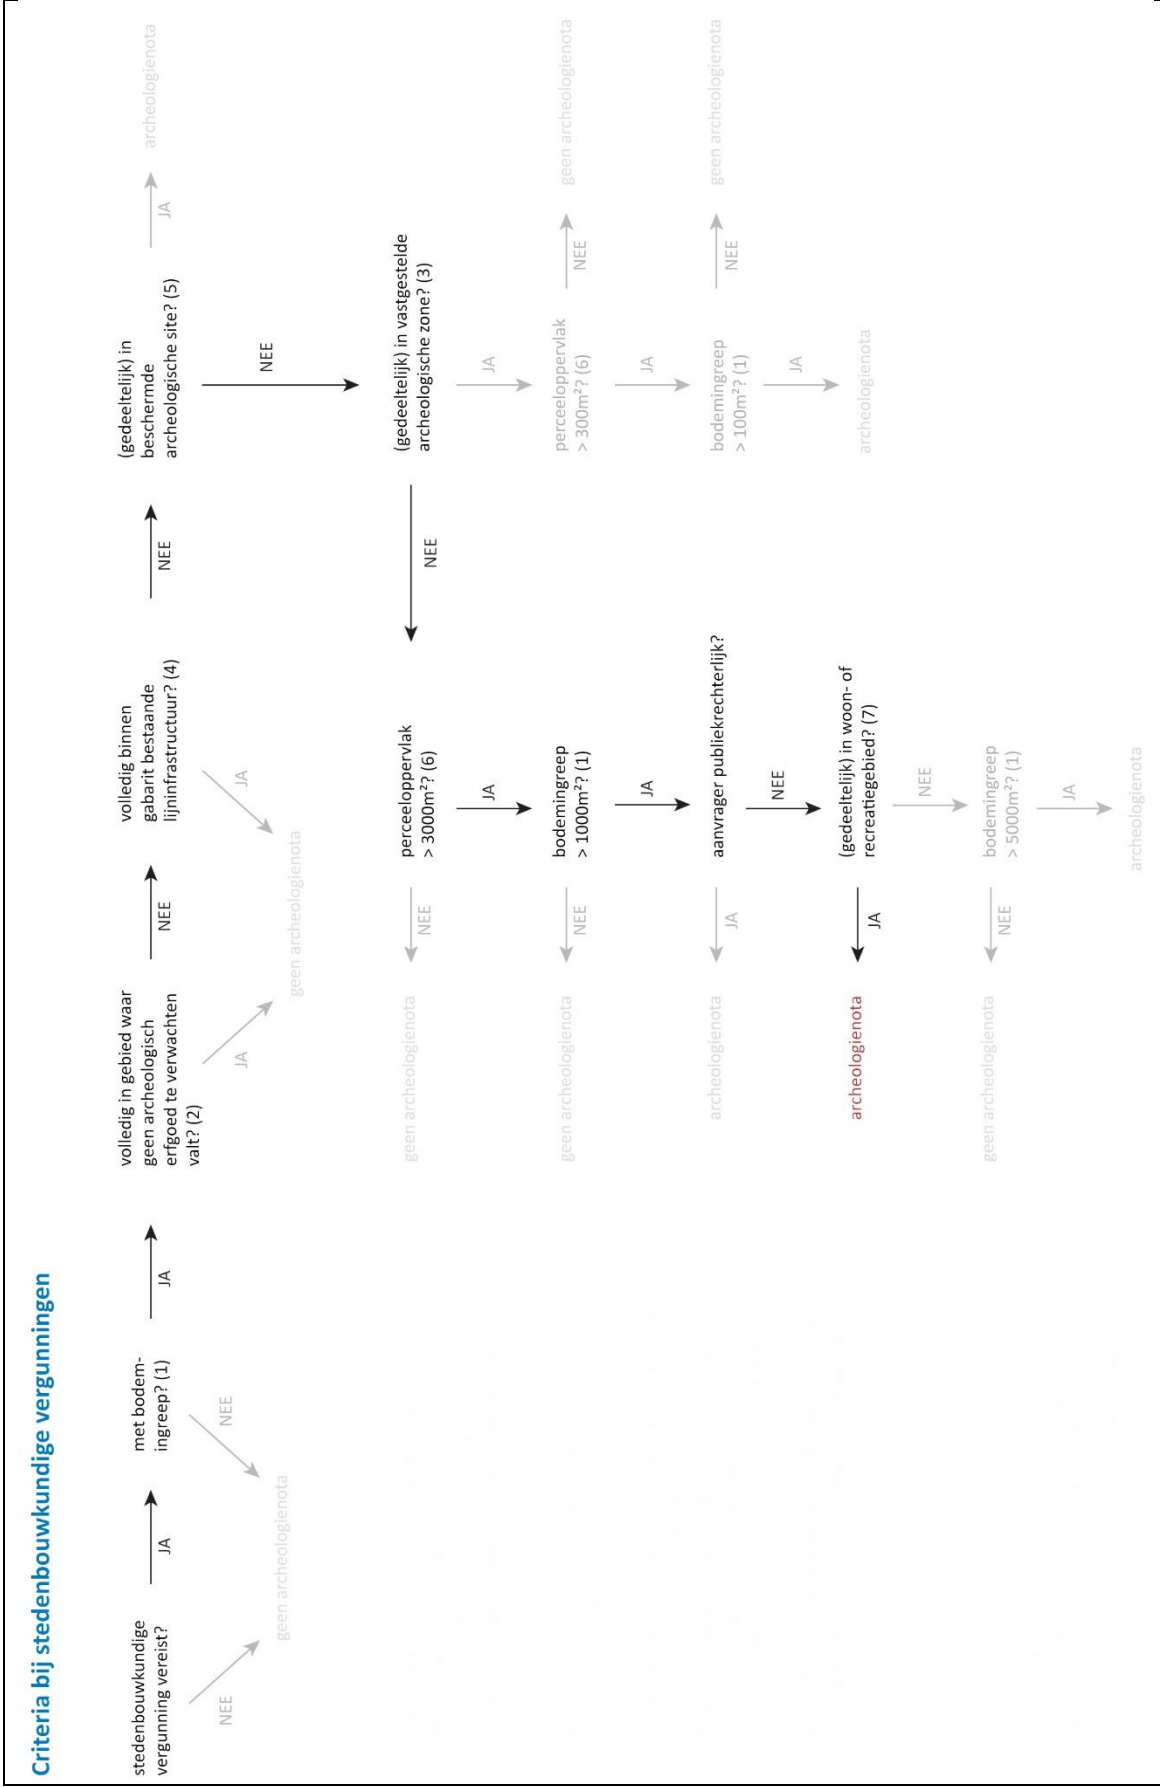 Criteria bij stedenbouwkundige vergunningen
stedenbouwkundige
vergunning vereist?
JA
NEE
met bodem-
ingreep? (1)
JA
NEE
geen archeologienota
volledig in gebied waar
geen archeologisch
erfgoed te verwachten
valt? (2)
NEE
JA
volledig binnen
gabarit bestaande
lijninfrastructuur? (4)
NEE
JA
geen archeologienota
(gedeeltelijk) in
beschermde
archeologische site? (5)
JA
archeologienota
NEE
(gedeeltelijk) in vastgestelde
archeologische zone? (3)
NEE
JA
perceeloppervlak
> 300m²? (6)
NEE
geen archeologienota
JA
bodemingreep
> 100m²? (1)
NEE
geen archeologienota
JA
archeologienota
perceeloppervlak
> 3000m²? (6)
NEE
geen archeologienota
JA
bodemingreep
> 1000m²? (1)
NEE
geen archeologienota
JA
aanvrager publiekrechterlijk?
JA
archeologienota
NEE
(gedeeltelijk) in woon- of
recreatiegebied? (7)
JA
archeologienota
NEE
bodemingreep
> 5000m²? (1)
NEE
geen archeologienota
JA
archeologienota